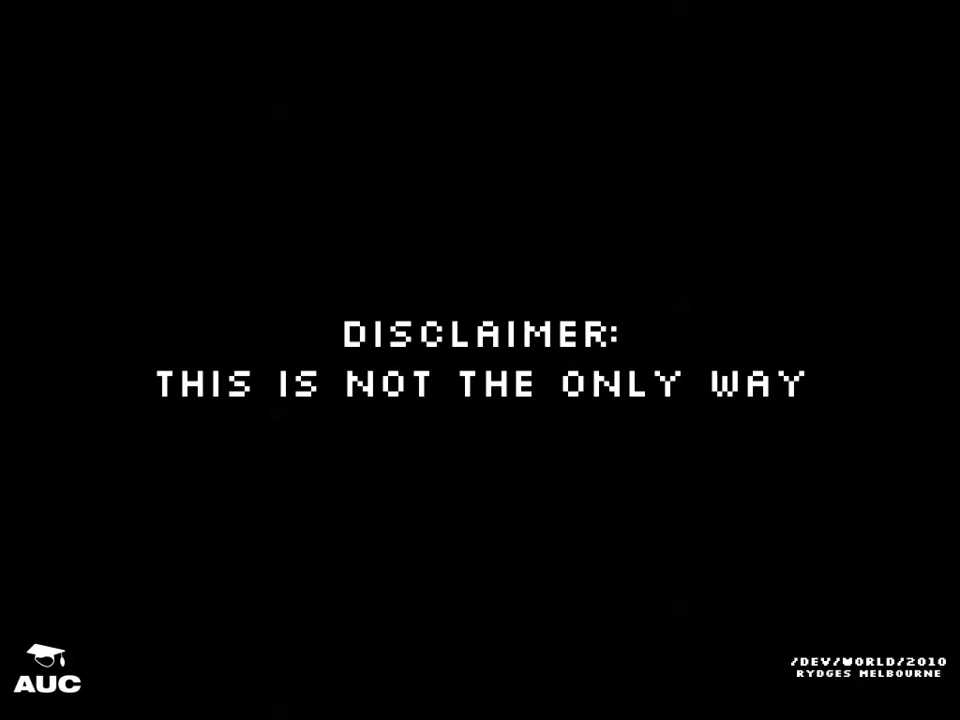 DISCLAIMER:
THIS IS NOT THE ONLY WAY
AUC
/DEV/WORLD/2010
RYDGES MELBOURNE